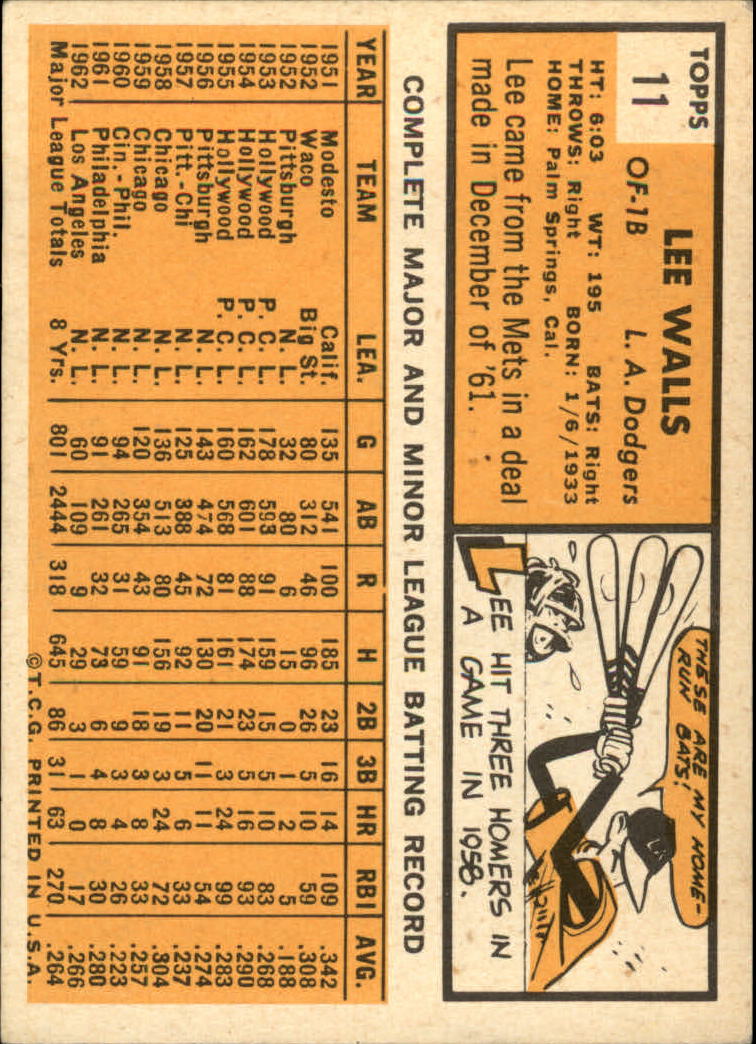 TOPPS
11
LEE WALLS
OF-1B L. A. Dodgers
HT: 6:03 WT: 195 BATS: Right
THROWS: Right BORN: 1/6/1933
HOME: Palm Springs, Cal.
Lee came from the Mets in a deal
made in December of '61.
THESE ARE MY HOME-
RUN BATS!
LA
LEE HIT THREE HOMERS IN
A GAME IN 1958.
COMPLETE MAJOR AND MINOR LEAGUE BATTING RECORD
YEAR TEAM LEA. G AB R H 2B 3B HR RBI AVG.
1951 Modesto Calif. 135 541 100 185 23 16 14 109 .342
1952 Waco Big St. 80 312 46 96 26 5 10 59 .308
1952 Pittsburgh N. L. 32 80 6 15 0 1 2 5 .188
1953 Hollywood P. C. L. 178 593 91 159 15 5 10 83 .268
1954 Hollywood P. C. L. 162 601 88 174 23 5 16 93 .290
1955 Hollywood P. C. L. 160 568 81 161 21 3 24 99 .283
1956 Pittsburgh N. L. 143 474 72 130 20 11 11 54 .274
1957 Pitt.-Chi N. L. 125 388 45 92 11 5 6 33 .237
1958 Chicago N. L. 136 513 80 156 19 3 24 72 .304
1959 Chicago N. L. 120 354 43 91 18 3 8 33 .257
1960 Cin.-Phil. N. L. 94 265 31 59 9 3 4 26 .223
1961 Philadelphia N. L. 91 261 32 73 6 4 8 30 .280
1962 Los Angeles N. L. 60 109 9 29 3 1 0 17 .266
Major League Totals 8 Yrs. 801 2444 318 645 86 31 63 270 .264
©T.C.G. PRINTED IN U.S.A.